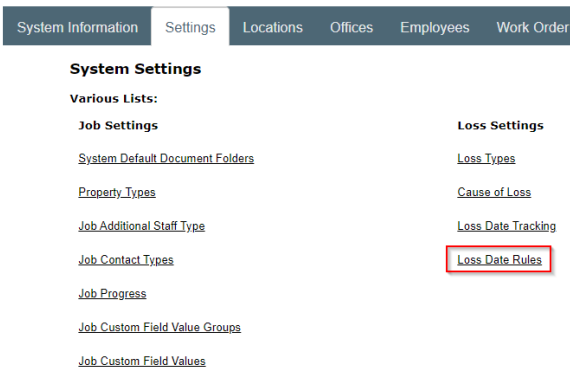 System Information Settings Locations Offices Employees Work Order
System Settings
Various Lists:
Job Settings
System Default Document Folders
Property Types
Job Additional Staff Type
Job Contact Types
Job Progress
Job Custom Field Value Groups
Job Custom Field Values
Loss Settings
Loss Types
Cause of Loss
Loss Date Tracking
Loss Date Rules